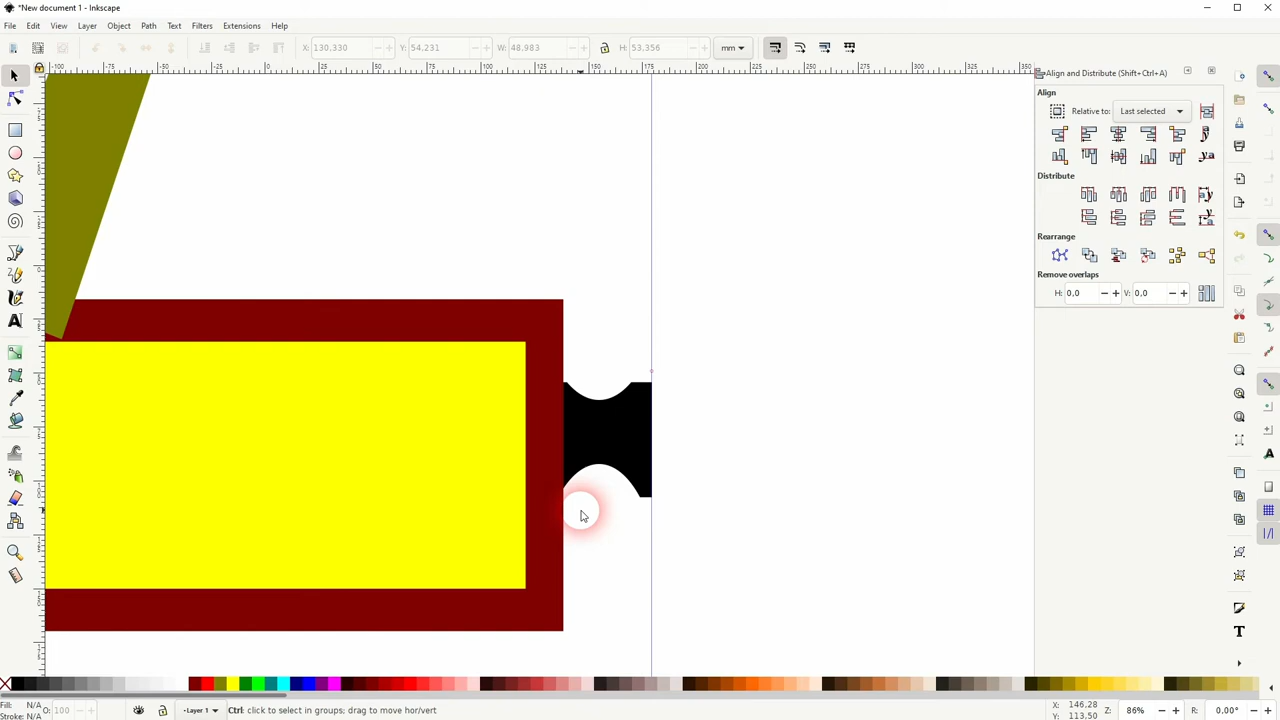 *New document 1 - Inkscape
File Edit View Layer Object Path Text Filters Extensions Help
X: 130.330 Y: 54.231 W: 48.983 H: 53.356 mm
Align and Distribute (Shift+Ctrl+A)
Align
Relative to: Last selected
Distribute
Rearrange
Remove overlaps
H: 0,0 V: 0,0
Fill: N/A
Stroke: N/A
O: 100
Layer 1
Ctrl: click to select in groups; drag to move hor/vert
X: 146.28
Y: 113.50
Z: 86%
R: 0.00°